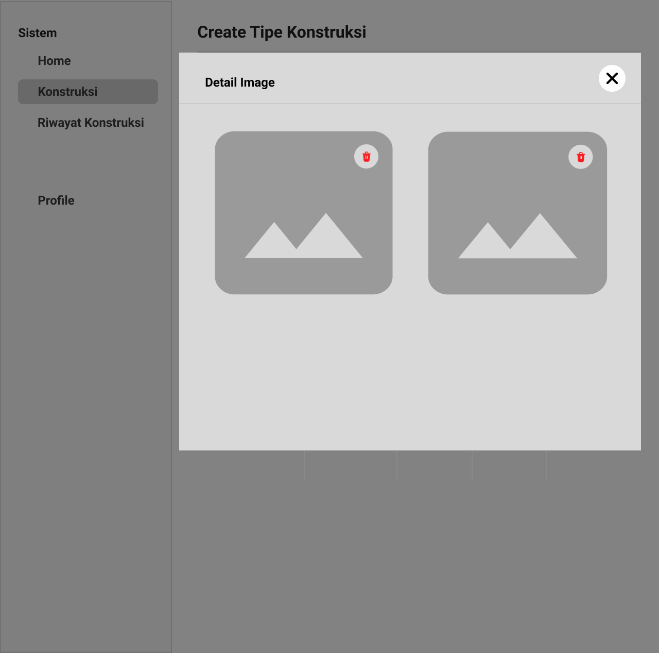 Sistem
Home
Konstruksi
Riwayat Konstruksi
Profile
Create Tipe Konstruksi
Detail Image